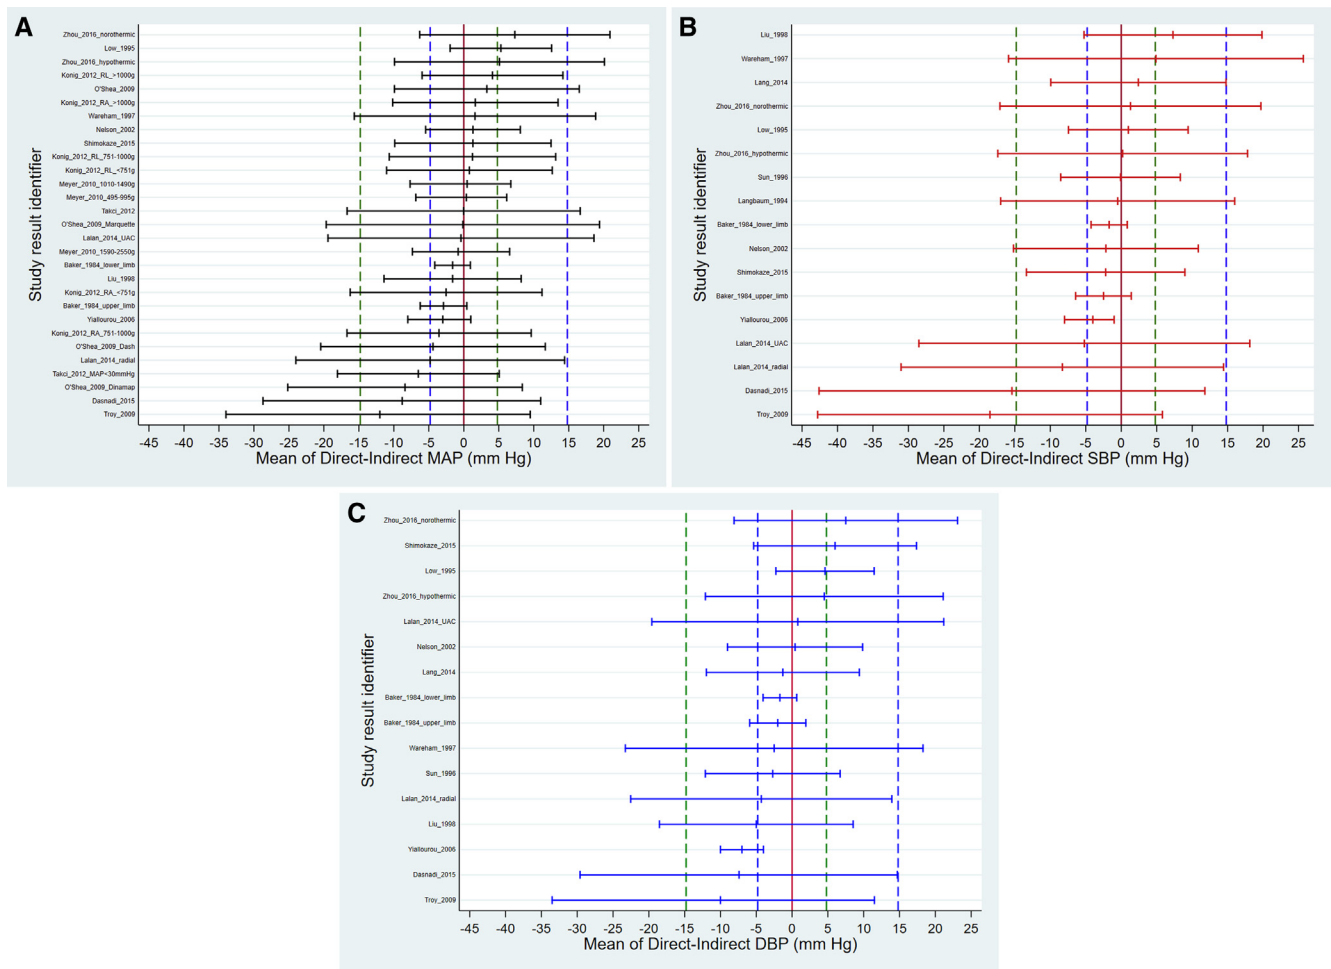 A
Study result identifier
Zhou_2016_norothermic
Low_1995
Zhou_2016_hypothermic
Konig_2012_RL_>1000g
O'Shea_2009
Konig_2012_RA_>1000g
Wareham_1997
Nelson_2002
Shimokaze_2015
Konig_2012_RL_751-1000g
Konig_2012_RL_<751g
Meyer_2010_1010-1490g
Meyer_2010_495-995g
Takci_2012
O'Shea_2009_Marquette
Lalan_2014_UAC
Meyer_2010_1590-2550g
Baker_1984_lower_limb
Liu_1998
Konig_2012_RA_<751g
Baker_1984_upper_limb
Yiallourou_2006
Konig_2012_RA_751-1000g
O'Shea_2009_Dash
Lalan_2014_radial
Takci_2012_MAP<30mmHg
O'Shea_2009_Dinamap
Dasnadi_2015
Troy_2009
-45 -40 -35 -30 -25 -20 -15 -10 -5 0 5 10 15 20 25
Mean of Direct-Indirect MAP (mm Hg)
B
Study result identifier
Liu_1998
Wareham_1997
Lang_2014
Zhou_2016_norothermic
Low_1995
Zhou_2016_hypothermic
Sun_1996
Langbaum_1994
Baker_1984_lower_limb
Nelson_2002
Shimokaze_2015
Baker_1984_upper_limb
Yiallourou_2006
Lalan_2014_UAC
Lalan_2014_radial
Dasnadi_2015
Troy_2009
-45 -40 -35 -30 -25 -20 -15 -10 -5 0 5 10 15 20 25
Mean of Direct-Indirect SBP (mm Hg)
C
Study result identifier
Zhou_2016_norothermic
Shimokaze_2015
Low_1995
Zhou_2016_hypothermic
Lalan_2014_UAC
Nelson_2002
Lang_2014
Baker_1984_lower_limb
Baker_1984_upper_limb
Wareham_1997
Sun_1996
Lalan_2014_radial
Liu_1998
Yiallourou_2006
Dasnadi_2015
Troy_2009
-45 -40 -35 -30 -25 -20 -15 -10 -5 0 5 10 15 20 25
Mean of Direct-Indirect DBP (mm Hg)